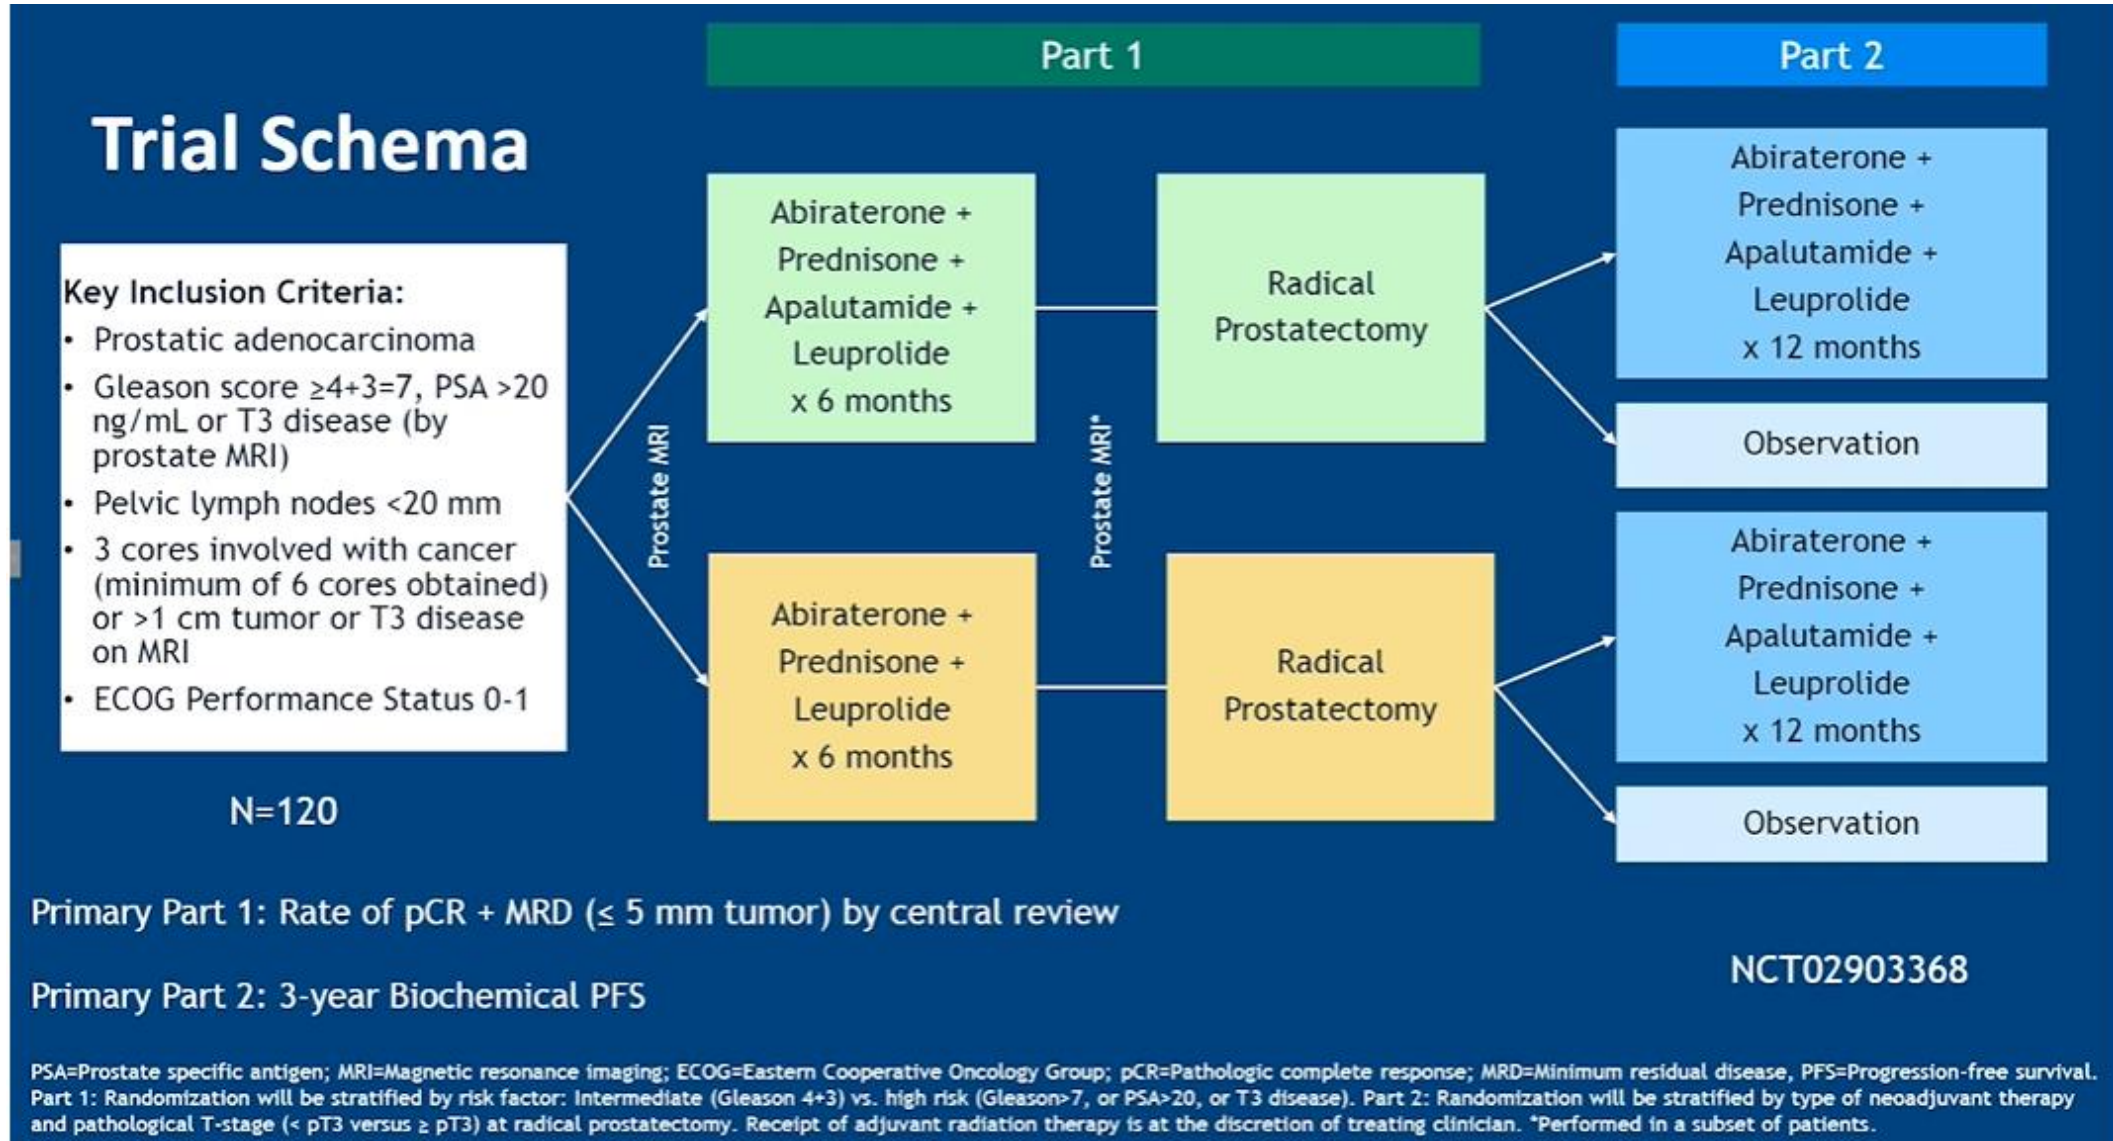 Part 1
Part 2
Trial Schema
Key Inclusion Criteria:
• Prostatic adenocarcinoma
• Gleason score ≥4+3=7, PSA >20
ng/mL or T3 disease (by
prostate MRI)
• Pelvic lymph nodes <20 mm
• 3 cores involved with cancer
(minimum of 6 cores obtained)
or >1 cm tumor or T3 disease
on MRI
• ECOG Performance Status 0-1
N=120
Prostate MRI
Abiraterone +
Prednisone +
Apalutamide +
Leuprolide
x 6 months
Abiraterone +
Prednisone +
Leuprolide
x 6 months
Prostate MRI*
Radical
Prostatectomy
Radical
Prostatectomy
Abiraterone +
Prednisone +
Apalutamide +
Leuprolide
x 12 months
Observation
Abiraterone +
Prednisone +
Apalutamide +
Leuprolide
x 12 months
Observation
Primary Part 1: Rate of pCR + MRD (≤ 5 mm tumor) by central review
Primary Part 2: 3-year Biochemical PFS
NCT02903368
PSA=Prostate specific antigen; MRI=Magnetic resonance imaging; ECOG=Eastern Cooperative Oncology Group; pCR=Pathologic complete response; MRD=Minimum residual disease, PFS=Progression-free survival.
Part 1: Randomization will be stratified by risk factor: Intermediate (Gleason 4+3) vs. high risk (Gleason>7, or PSA>20, or T3 disease). Part 2: Randomization will be stratified by type of neoadjuvant therapy
and pathological T-stage (< pT3 versus ≥ pT3) at radical prostatectomy. Receipt of adjuvant radiation therapy is at the discretion of treating clinician. *Performed in a subset of patients.